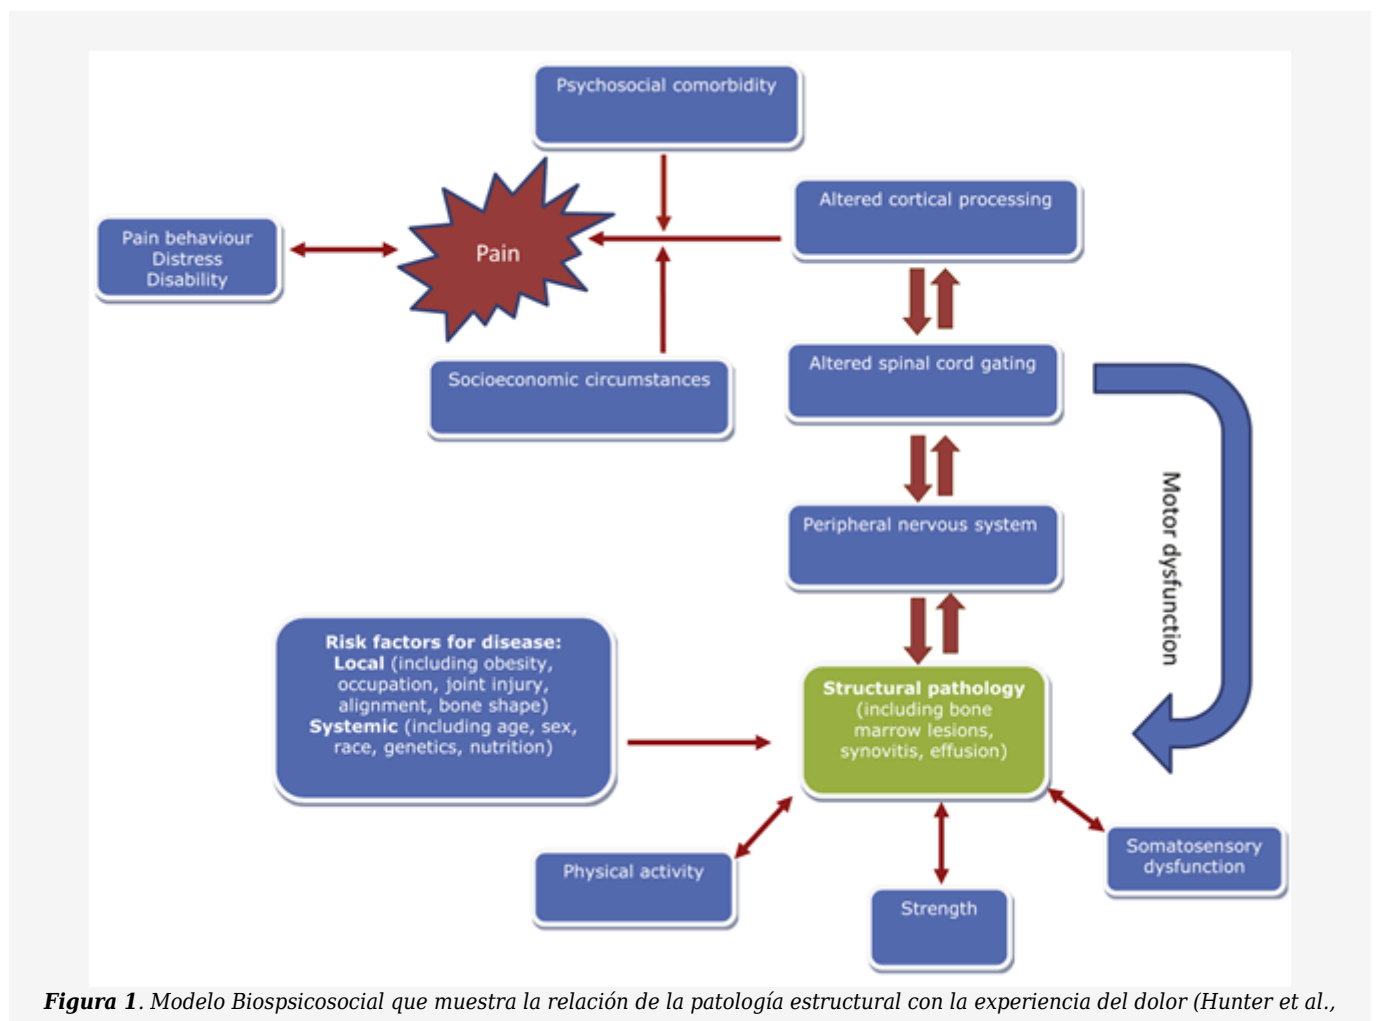 Psychosocial comorbidity
Altered cortical processing
Pain behaviour
Distress
Disability
Pain
Altered spinal cord gating
Socioeconomic circumstances
Motor dysfunction
Peripheral nervous system
Risk factors for disease:
Local (including obesity,
occupation, joint injury,
alignment, bone shape)
Systemic (including age, sex,
race, genetics, nutrition)
Structural pathology
(including bone
marrow lesions,
synovitis, effusion)
Physical activity
Strength
Somatosensory
dysfunction
Figura 1. Modelo Biospsicosocial que muestra la relación de la patología estructural con la experiencia del dolor (Hunter et al.,